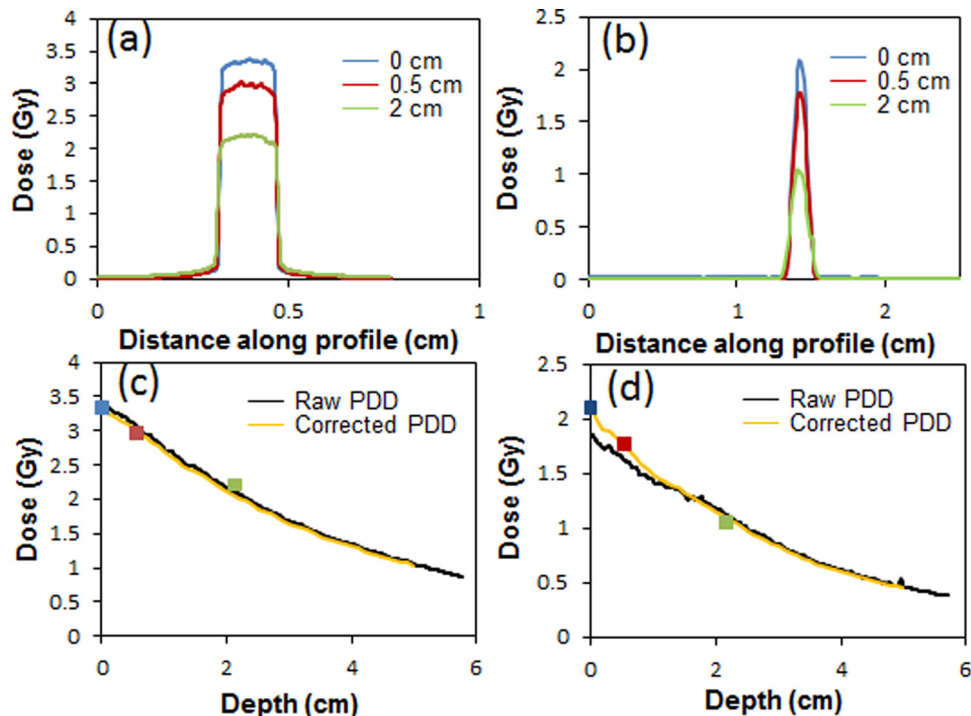 (a)
Dose (Gy)
4
3.5
3
2.5
2
1.5
1
0.5
0
0 cm
0.5 cm
2 cm
0 0.5 1
Distance along profile (cm)
(b)
Dose (Gy)
2.5
2
1.5
1
0.5
0
0 cm
0.5 cm
2 cm
0 1 2
Distance along profile (cm)
(c)
Dose (Gy)
4
3.5
3
2.5
2
1.5
1
0.5
0
Raw PDD
Corrected PDD
0 2 4 6
Depth (cm)
(d)
Dose (Gy)
2.5
2
1.5
1
0.5
0
Raw PDD
Corrected PDD
0 2 4 6
Depth (cm)